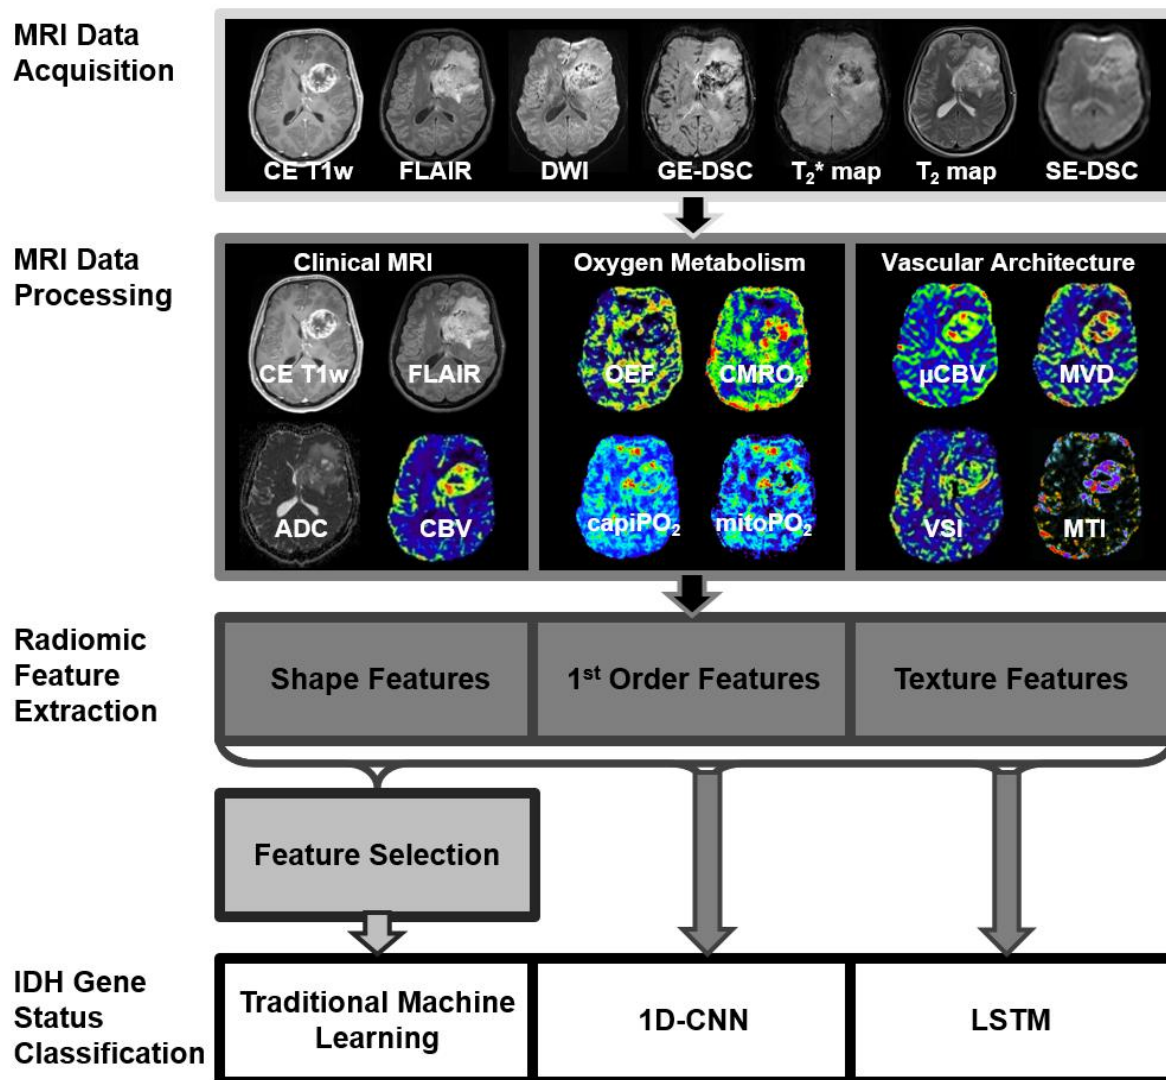 MRI Data
Acquisition
CE T1w FLAIR DWI GE-DSC T₂* map T₂ map SE-DSC
MRI Data
Processing
Clinical MRI Oxygen Metabolism Vascular Architecture
CE T1w FLAIR OEF CMRO₂ µCBV MVD
ADC CBV capiPO₂ mitoPO₂ VSI MTI
Radiomic
Feature
Extraction
Shape Features 1st Order Features Texture Features
Feature Selection
IDH Gene
Status
Classification
Traditional Machine
Learning
1D-CNN
LSTM